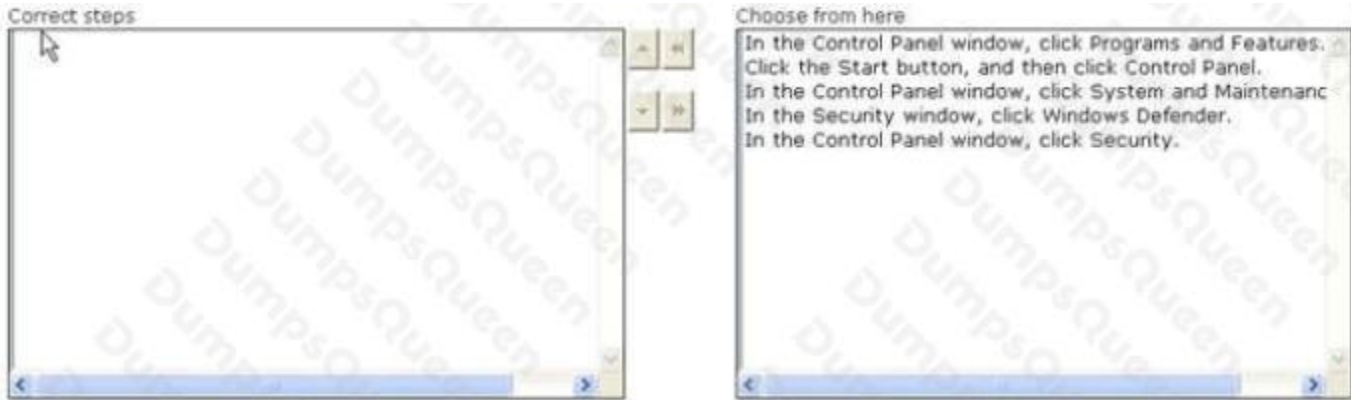 Correct steps
Choose from here
In the Control Panel window, click Programs and Features.
Click the Start button, and then click Control Panel.
In the Control Panel window, click System and Maintenanc
In the Security window, click Windows Defender.
In the Control Panel window, click Security.
DumpsQueen